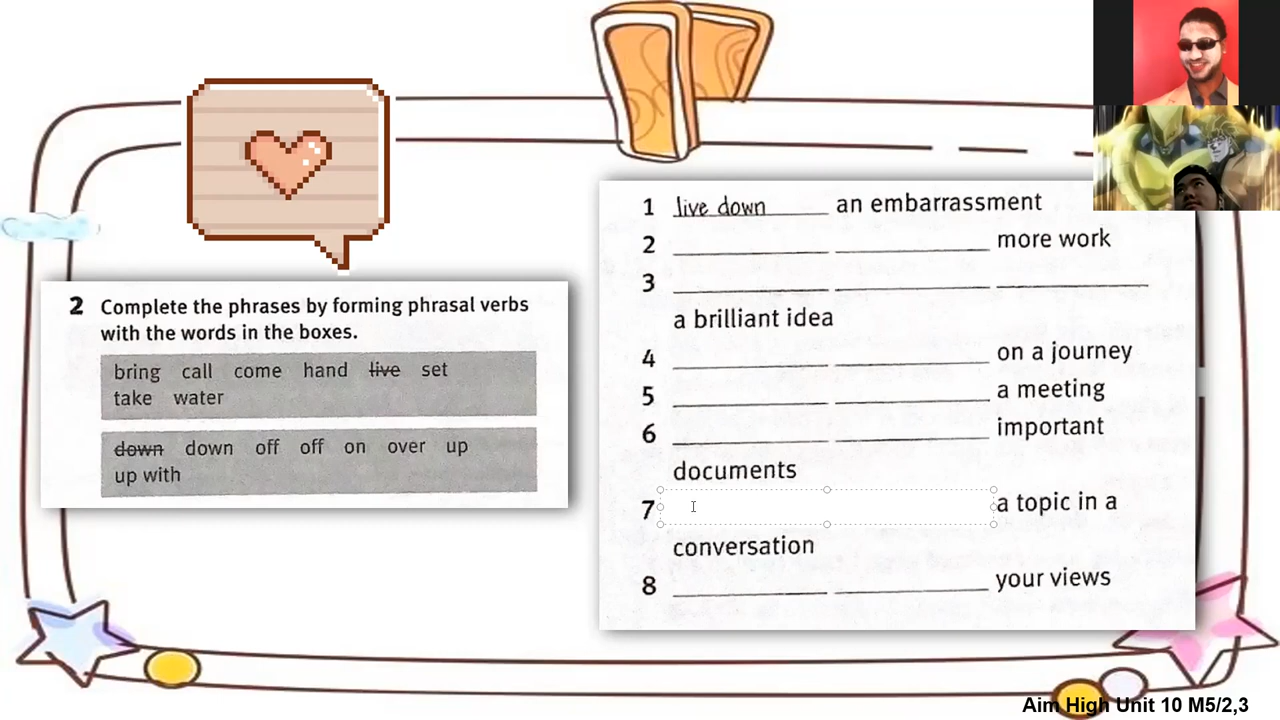 2 Complete the phrases by forming phrasal verbs
with the words in the boxes.
bring call come hand live set
take water
down down off off on over up
up with
1 live down an embarrassment
2 more work
3
a brilliant idea
4 on a journey
5 a meeting
6 important
documents
7 a topic in a
conversation
8 your views
Aim High Unit 10 M5/2,3